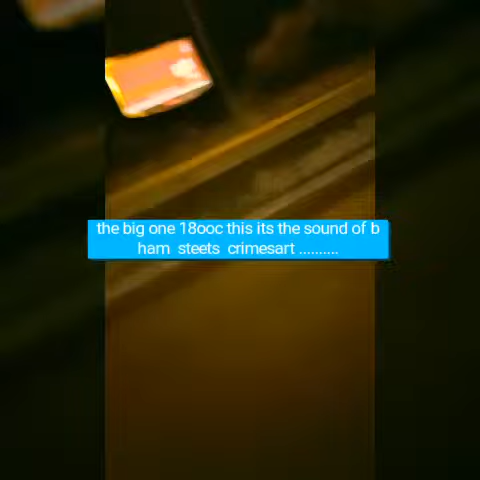 the big one 18ooc this its the sound of b
ham steets crimesart ..........